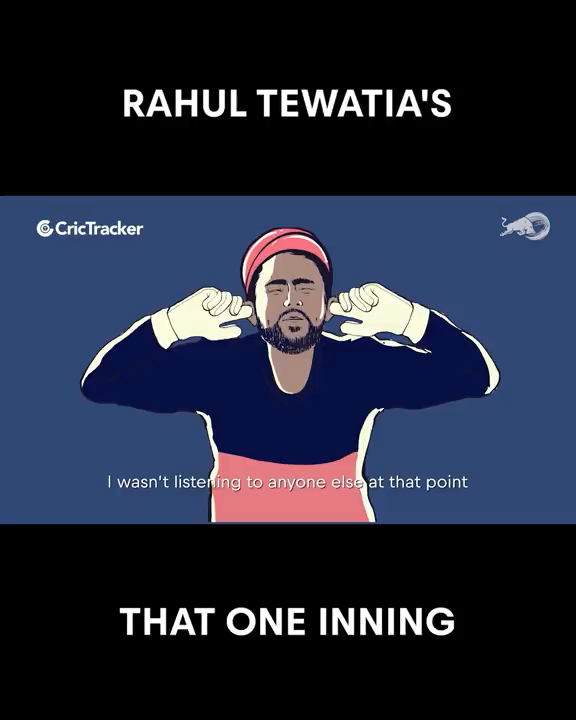 RAHUL TEWATIA'S
CricTracker
I wasn't listening to anyone else at that point
THAT ONE INNING